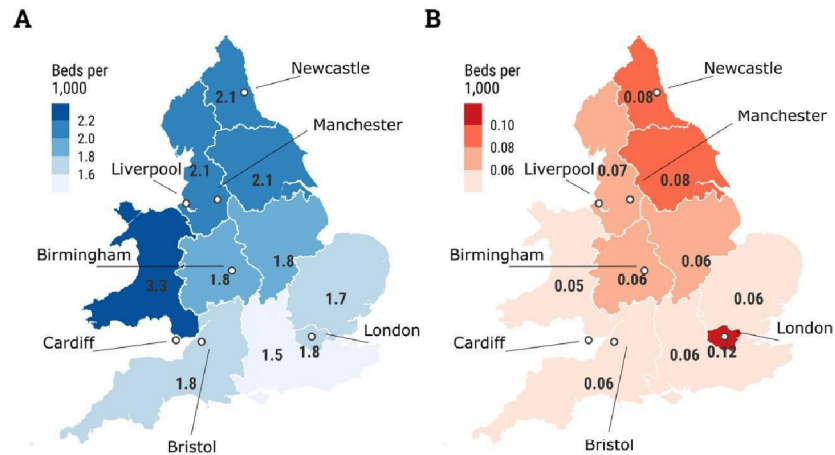 A
Beds per
1,000
2.2
2.0
1.8
1.6
Newcastle
2.1
Manchester
Liverpool
2.1
2.1
Birmingham
1.8
1.8
3.3
1.7
London
Cardiff
1.5
1.8
1.8
Bristol
B
Beds per
1,000
0.10
0.08
0.06
Newcastle
0.08
Manchester
Liverpool
0.07
0.08
Birmingham
0.06
0.06
0.05
0.06
London
Cardiff
0.06
0.12
0.06
Bristol